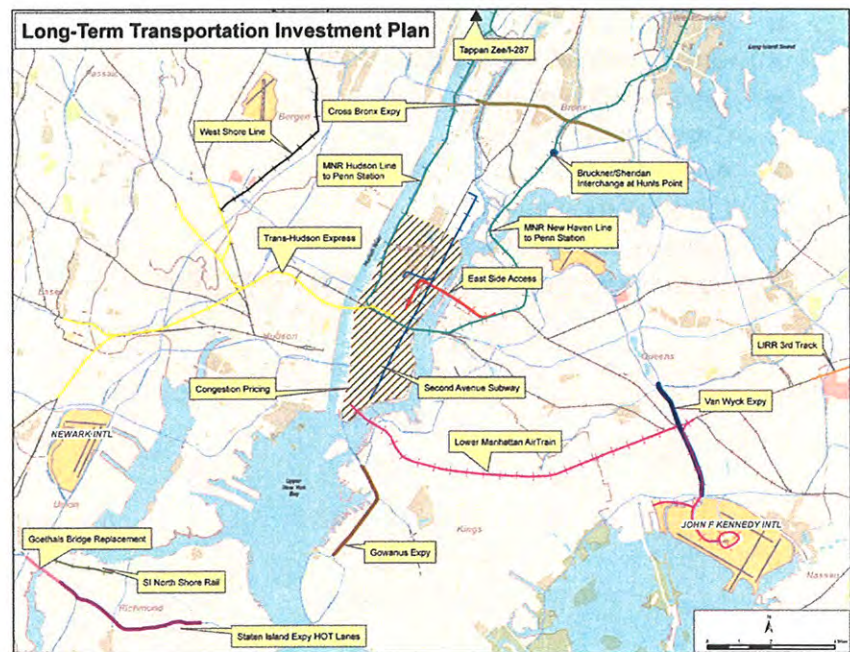 Long-Term Transportation Investment Plan
Tappan Zee/I-287
Long Island Sound
Passaic
Cross Bronx Expy
Bergen
Bronx
West Shore Line
MNR Hudson Line
to Penn Station
Bruckner/Sheridan
Interchange at Hunts Point
MNR New Haven Line
to Penn Station
Trans-Hudson Express
East Side Access
Essex
Hudson
LIRR 3rd Track
Queens
Congestion Pricing
Second Avenue Subway
Van Wyck Expy
NEWARK INTL
Lower Manhattan AirTrain
Upper
New York
Bay
Union
Kings
JOHN F KENNEDY INTL
Goethals Bridge Replacement
Gowanus Expy
SI North Shore Rail
Nassau
Richmond
Staten Island Expy HOT Lanes